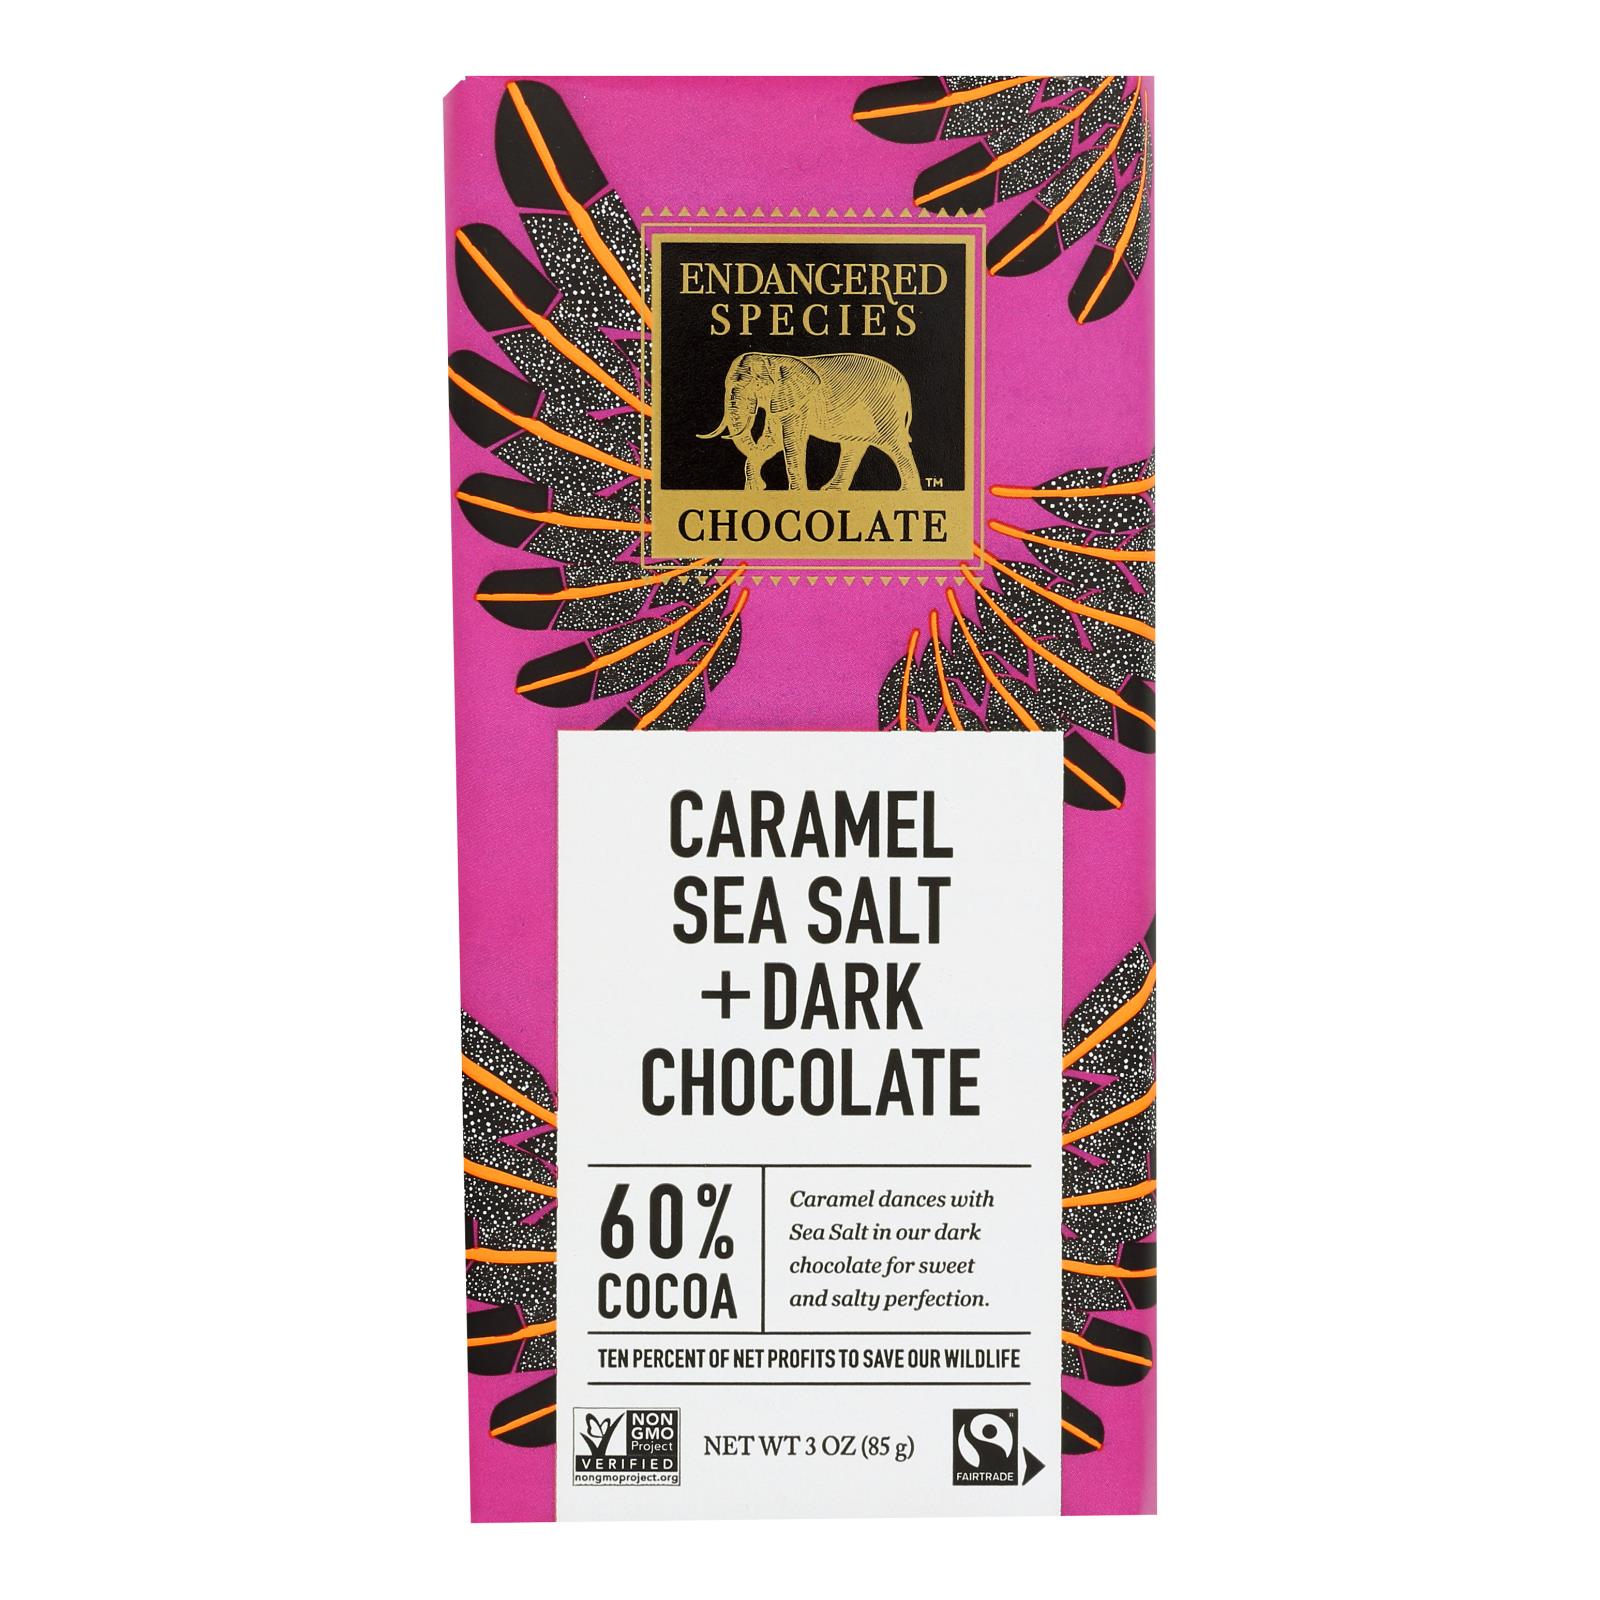 ENDANGERED
SPECIES
™
CHOCOLATE
CARAMEL
SEA SALT
+DARK
CHOCOLATE
60%
COCOA
Caramel dances with
Sea Salt in our dark
chocolate for sweet
and salty perfection.
TEN PERCENT OF NET PROFITS TO SAVE OUR WILDLIFE
NON
GMO
Project
VERIFIED
nongmoproject.org
NET WT 3 OZ (85 g)
®
FAIRTRADE